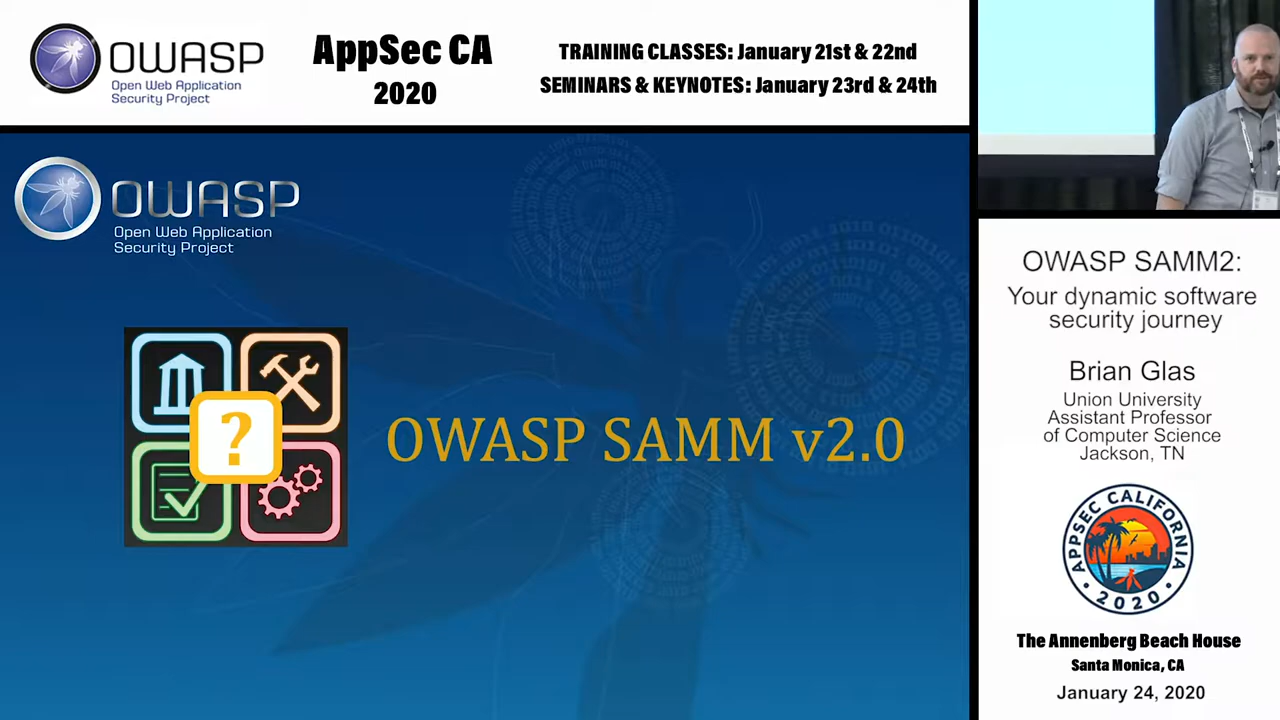 OWASP
Open Web Application
Security Project
AppSec CA
2020
TRAINING CLASSES: January 21st & 22nd
SEMINARS & KEYNOTES: January 23rd & 24th
OWASP
Open Web Application
Security Project
?
OWASP SAMM v2.0
OWASP SAMM2:
Your dynamic software
security journey
Brian Glas
Union University
Assistant Professor
of Computer Science
Jackson, TN
APPSEC CALIFORNIA
• 2020 •
The Annenberg Beach House
Santa Monica, CA
January 24, 2020